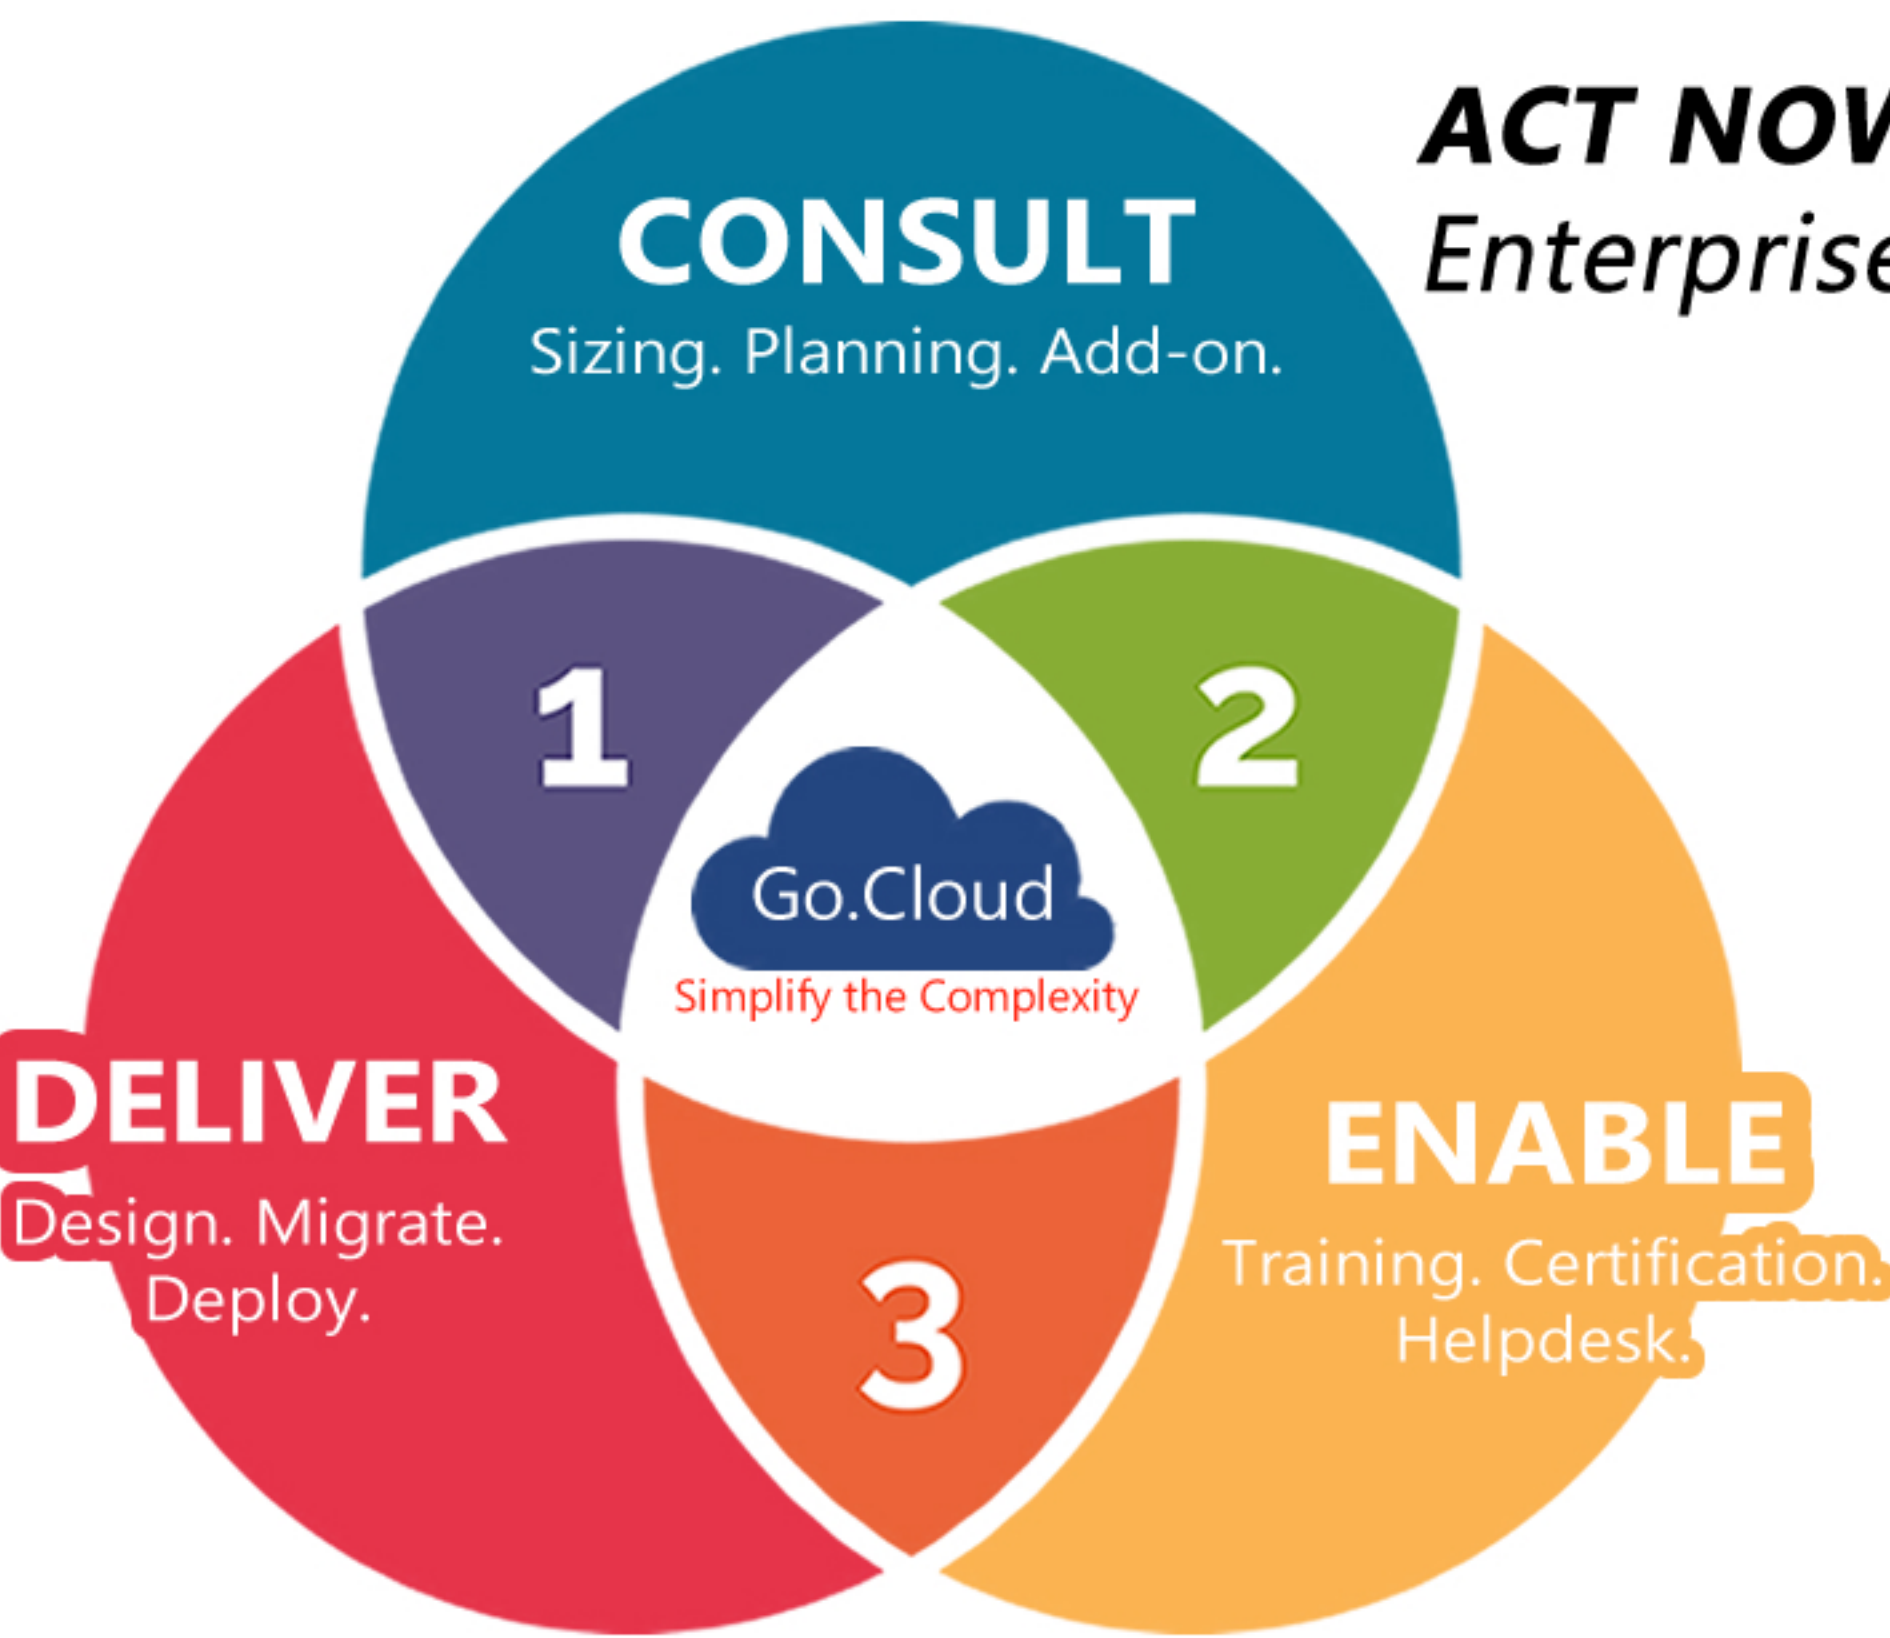 ACT NOW
Enterprise
CONSULT
Sizing. Planning. Add-on.
1
2
Go.Cloud
Simplify the Complexity
DELIVER
Design. Migrate.
Deploy.
ENABLE
Training. Certification.
Helpdesk.
3